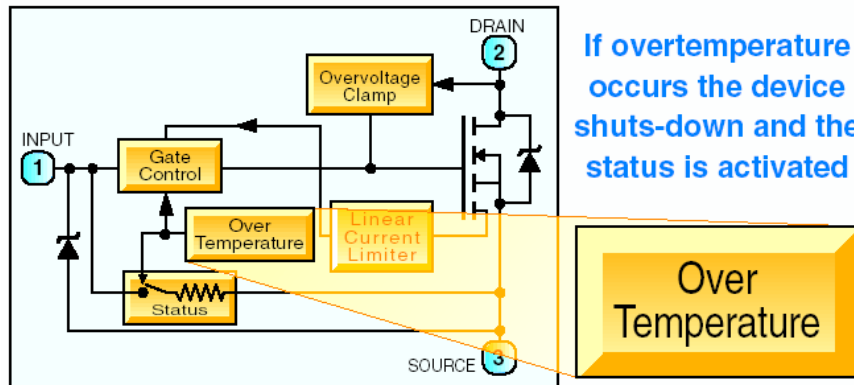 DRAIN
2
If overtemperature
occurs the device
shuts-down and the
status is activated
Overvoltage
Clamp
INPUT
1
Gate
Control
Over
Temperature
Linear
Current
Limiter
Status
SOURCE
3
Over
Temperature